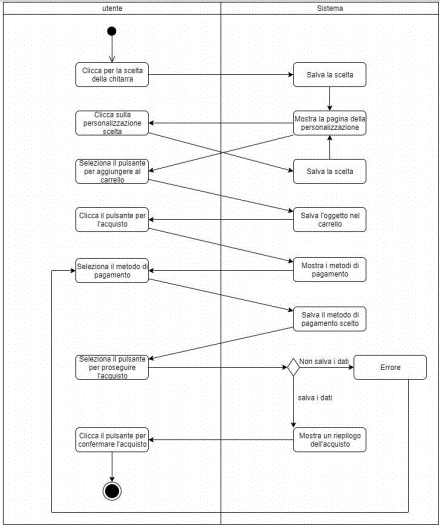 utente
Sistema
Clicca per la scelta
della chitarra
Salva la scelta
Clicca sulla
personalizzazione
scelta
Mostra la pagina della
personalizzazione
Seleziona il pulsante
per aggiungere al
carrello
Salva la scelta
Clicca il pulsante per
l'acquisto
Salva l'oggetto nel
carrello
Seleziona il metodo di
pagamento
Mostra i metodi di
pagamento
Salva il metodo di
pagamento scelto
Seleziona il pulsante
per proseguire
l'acquisto
Non salva i dati
Errore
salva i dati
Clicca il pulsante per
confermare l'acquisto
Mostra un riepilogo
dell'acquisto